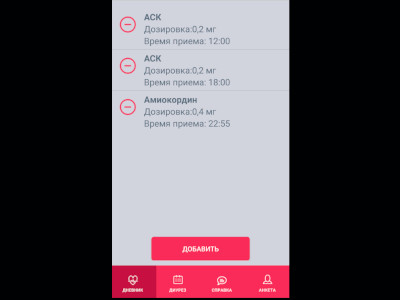 АСК
Дозировка:0,2 мг
Время приема: 12:00
АСК
Дозировка:0,2 мг
Время приема: 18:00
Амиокордин
Дозировка:0,4 мг
Время приема: 22:55
ДОБАВИТЬ
ДНЕВНИК ДИУРЕЗ СПРАВКА АНКЕТА